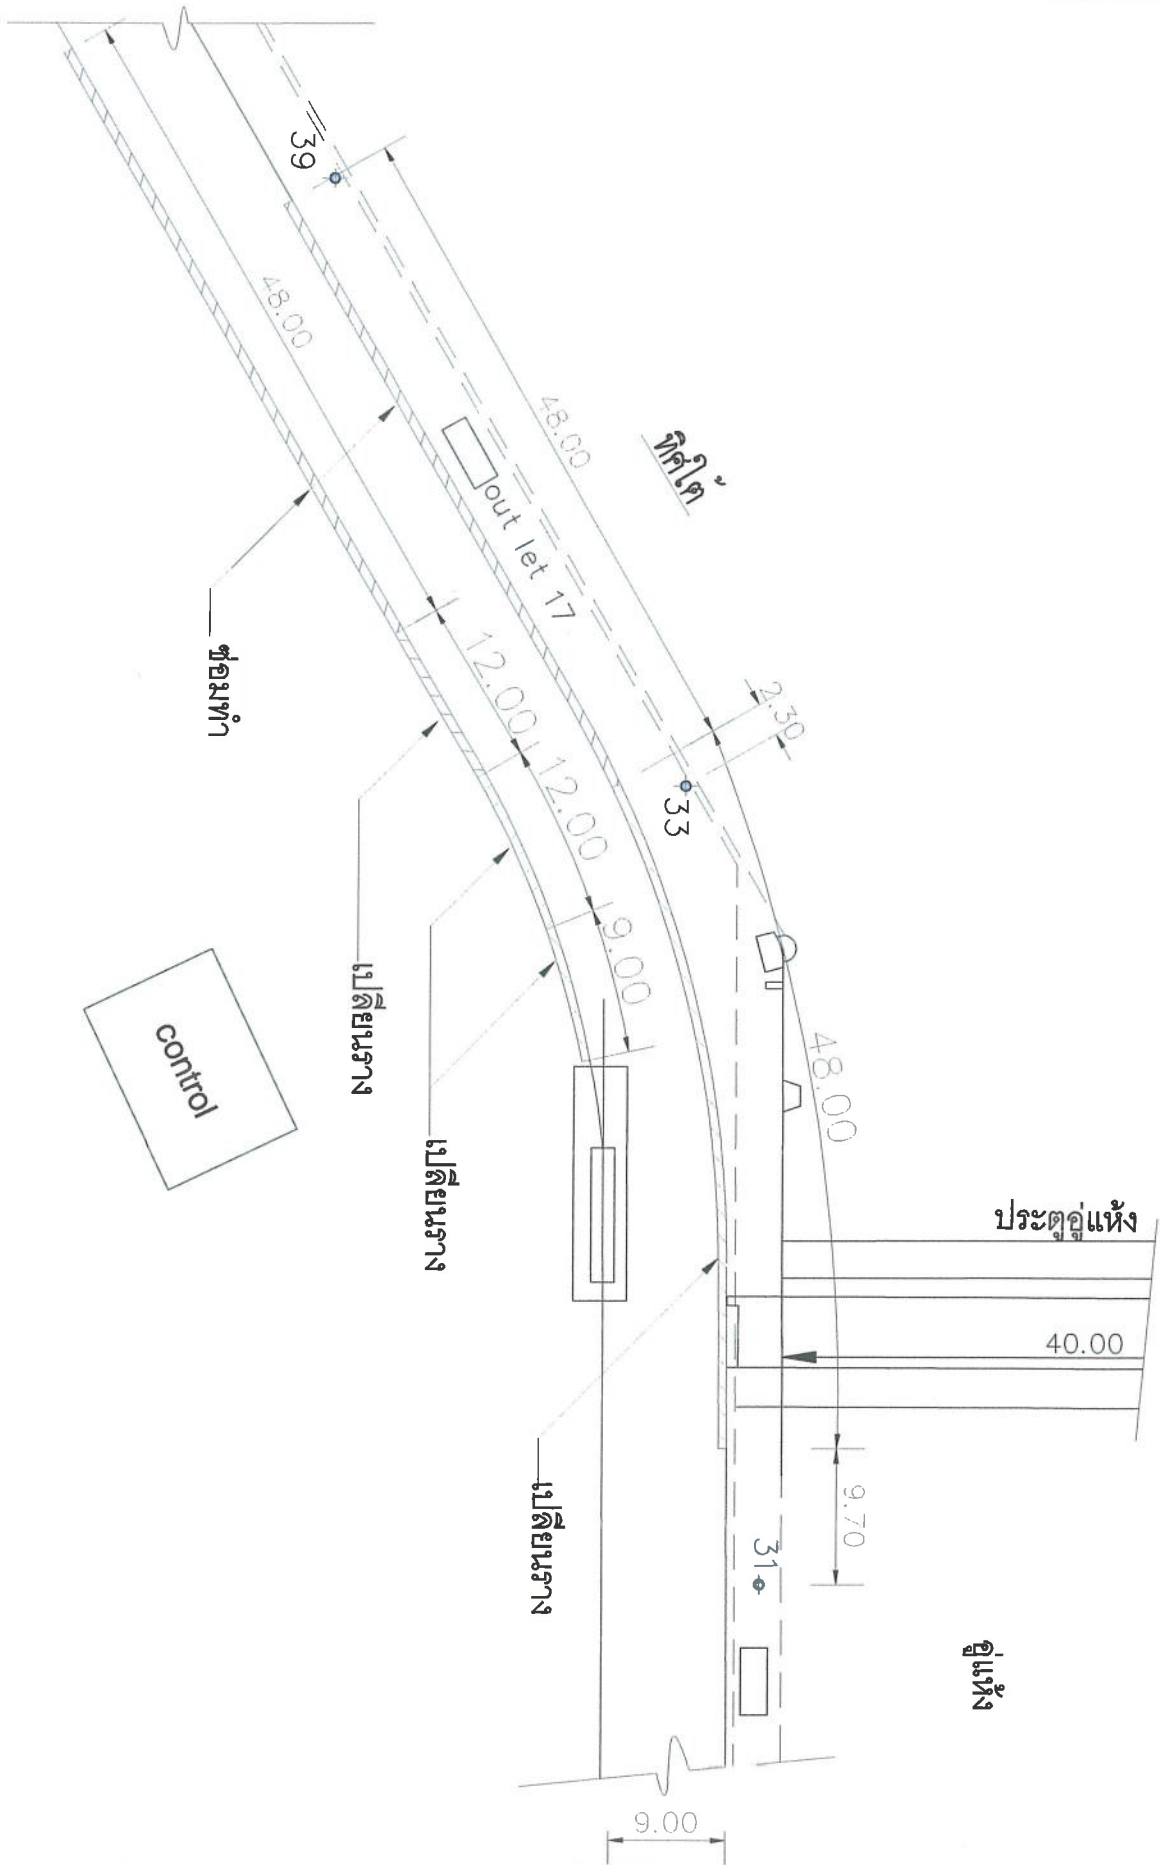 39
48.00
48.00
ทิศใต้
out let 17
ซ่อมทำ
12.00
12.00
9.00
2.30
33
48.00
เปลี่ยนราง
เปลี่ยนราง
เปลี่ยนราง
control
ประตูอู่แห้ง
40.00
9.70
31
อู่แห้ง
9.00